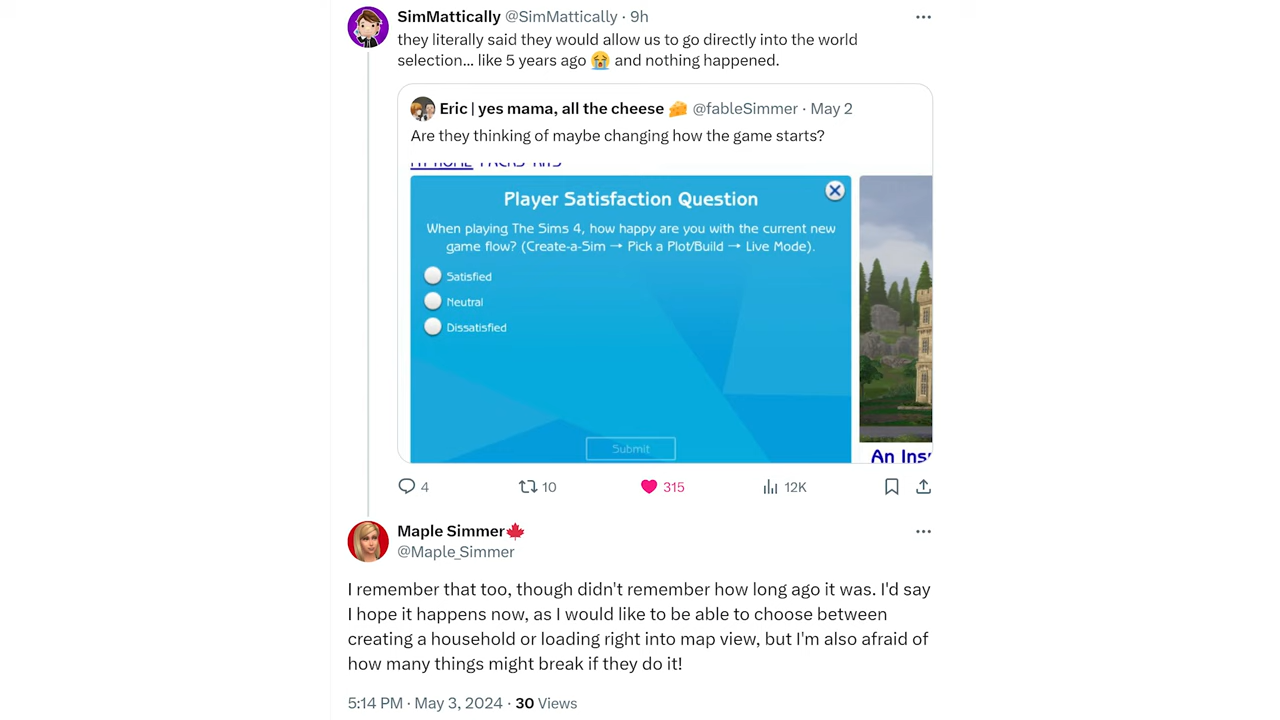 SimMattically @SimMattically · 9h
they literally said they would allow us to go directly into the world
selection... like 5 years ago 😭 and nothing happened.
Eric | yes mama, all the cheese 🧀 @fableSimmer · May 2
Are they thinking of maybe changing how the game starts?
Player Satisfaction Question
When playing The Sims 4, how happy are you with the current new
game flow? (Create-a-Sim → Pick a Plot/Build → Live Mode).
Satisfied
Neutral
Dissatisfied
Submit
An Ins
4 10 315 12K
Maple Simmer🍁
@Maple_Simmer
I remember that too, though didn't remember how long ago it was. I'd say
I hope it happens now, as I would like to be able to choose between
creating a household or loading right into map view, but I'm also afraid of
how many things might break if they do it!
5:14 PM · May 3, 2024 · 30 Views